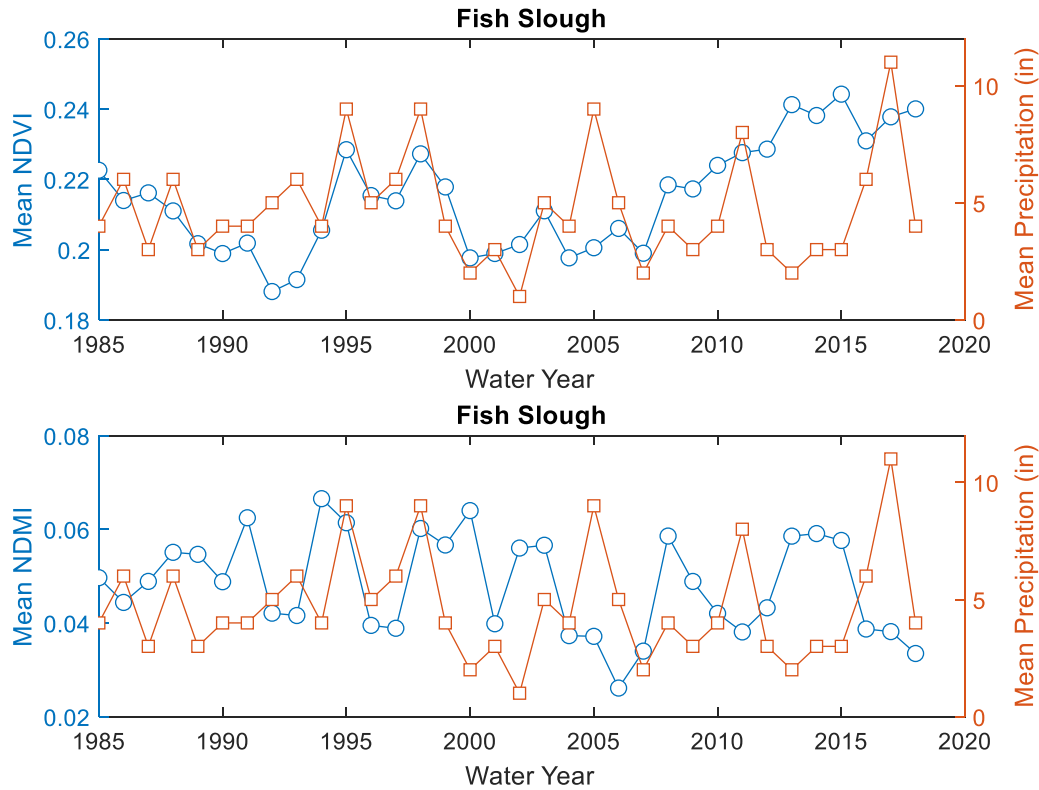 Fish Slough
0.26
0.24
0.22
0.2
0.18
Mean NDVI
10
5
0
Mean Precipitation (in)
1985 1990 1995 2000 2005 2010 2015 2020
Water Year
Fish Slough
0.08
0.06
0.04
0.02
Mean NDMI
10
5
0
Mean Precipitation (in)
1985 1990 1995 2000 2005 2010 2015 2020
Water Year